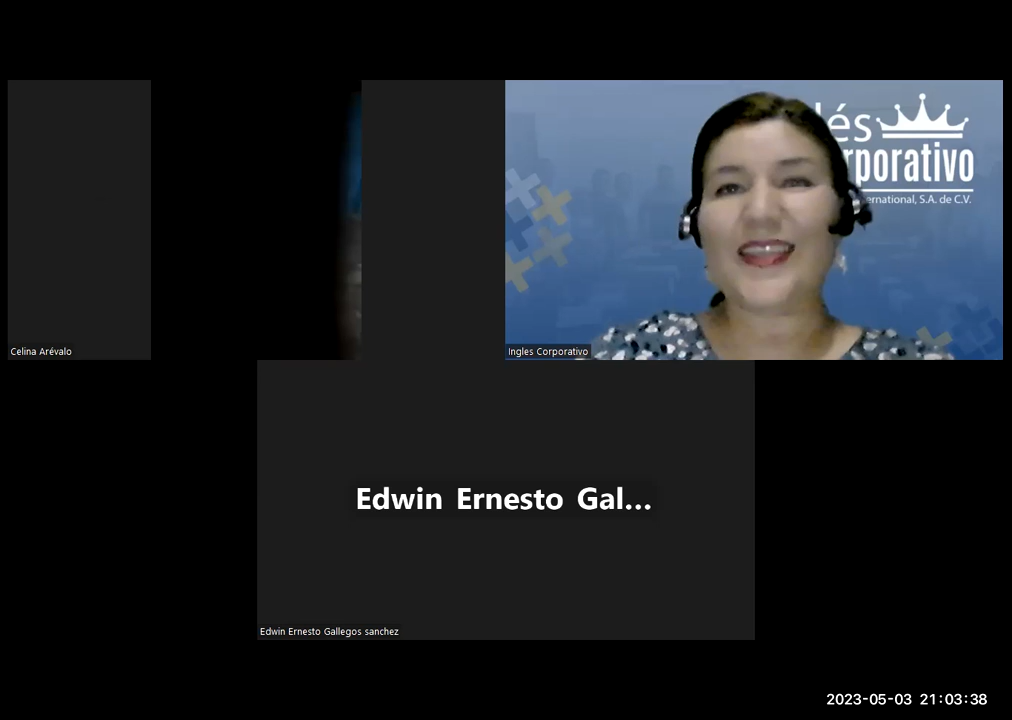 lés
rporativo
ernational, S.A. de C.V.
Celina Arévalo
Ingles Corporativo
Edwin Ernesto Gal...
Edwin Ernesto Gallegos sanchez
2023-05-03 21:03:38